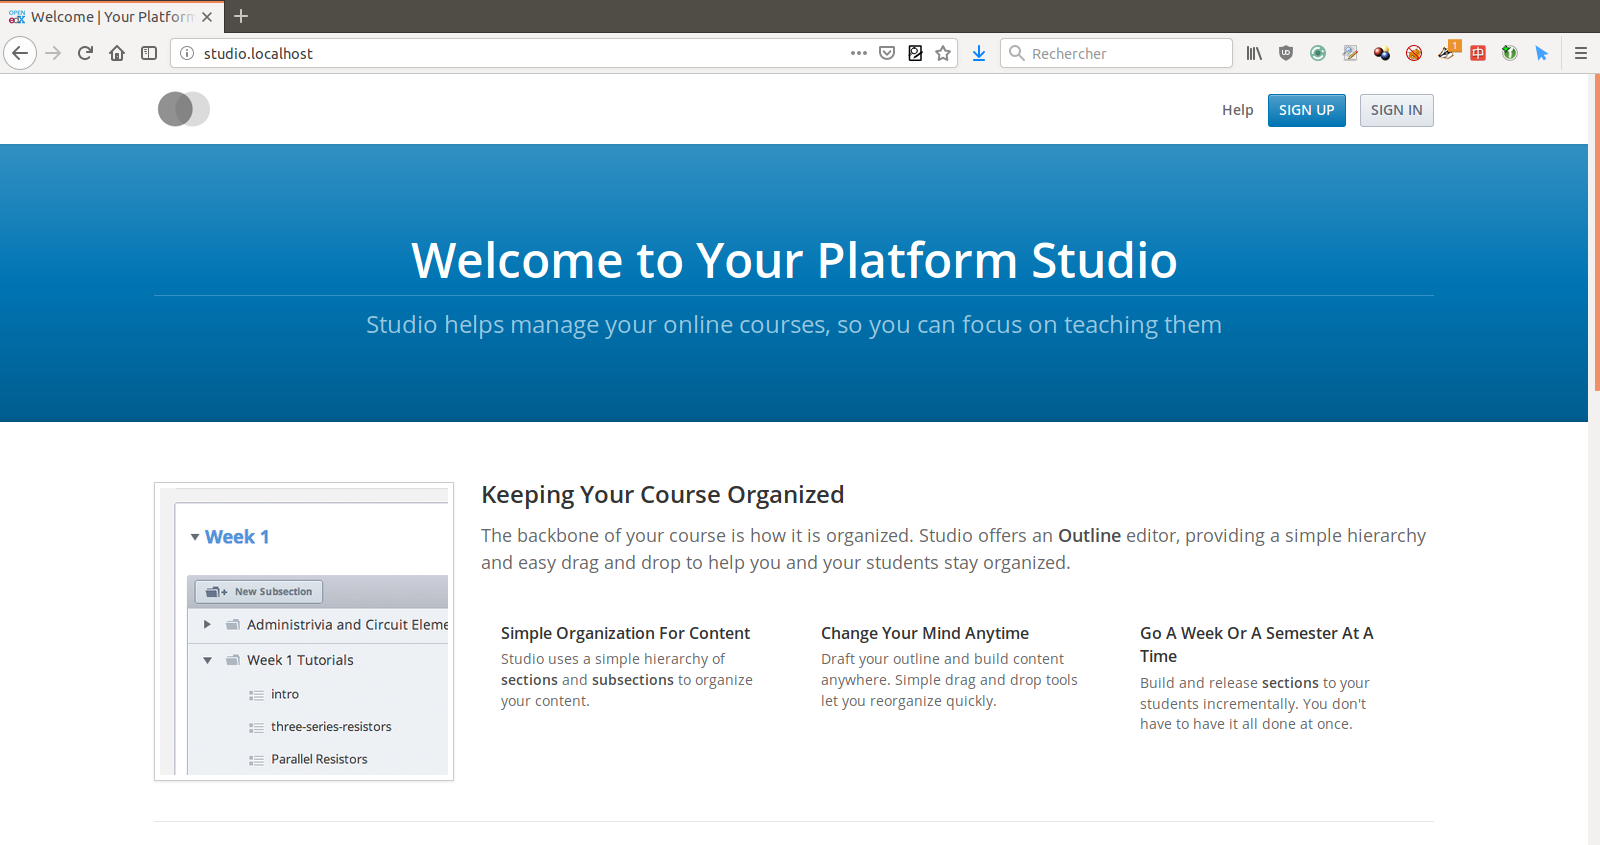 OPEN edX Welcome | Your Platform
studio.localhost
Rechercher
1
Help SIGN UP SIGN IN
Welcome to Your Platform Studio
Studio helps manage your online courses, so you can focus on teaching them
Week 1
New Subsection
Administrivia and Circuit Eleme
Week 1 Tutorials
intro
three-series-resistors
Parallel Resistors
Keeping Your Course Organized
The backbone of your course is how it is organized. Studio offers an Outline editor, providing a simple hierarchy
and easy drag and drop to help you and your students stay organized.
Simple Organization For Content
Studio uses a simple hierarchy of
sections and subsections to organize
your content.
Change Your Mind Anytime
Draft your outline and build content
anywhere. Simple drag and drop tools
let you reorganize quickly.
Go A Week Or A Semester At A
Time
Build and release sections to your
students incrementally. You don't
have to have it all done at once.